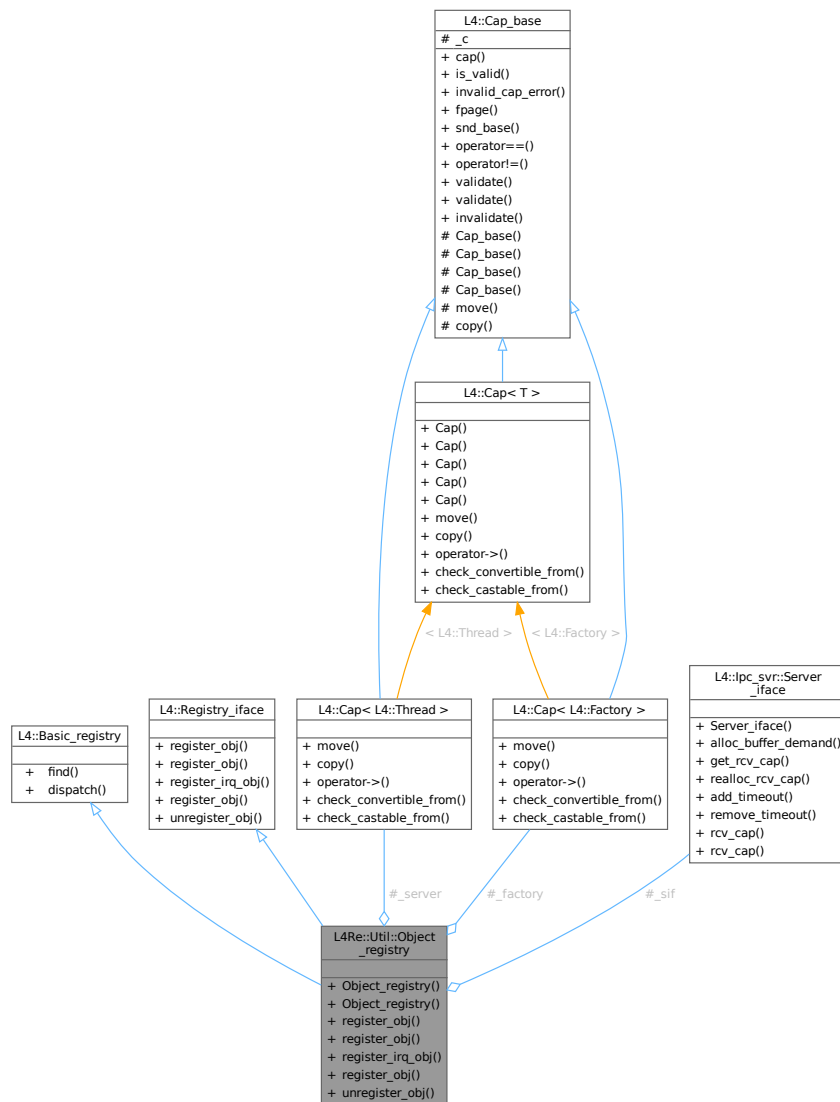 L4::Cap_base
# _c
+ cap()
+ is_valid()
+ invalid_cap_error()
+ fpage()
+ snd_base()
+ operator==()
+ operator!=()
+ validate()
+ validate()
+ invalidate()
# Cap_base()
# Cap_base()
# Cap_base()
# Cap_base()
# move()
# copy()
L4::Cap< T >
+ Cap()
+ Cap()
+ Cap()
+ Cap()
+ Cap()
+ move()
+ copy()
+ operator->()
+ check_convertible_from()
+ check_castable_from()
< L4::Thread >
< L4::Factory >
L4::Basic_registry
+ find()
+ dispatch()
L4::Registry_iface
+ register_obj()
+ register_obj()
+ register_irq_obj()
+ register_obj()
+ unregister_obj()
L4::Cap< L4::Thread >
+ move()
+ copy()
+ operator->()
+ check_convertible_from()
+ check_castable_from()
L4::Cap< L4::Factory >
+ move()
+ copy()
+ operator->()
+ check_convertible_from()
+ check_castable_from()
L4::Ipc_svr::Server
_iface
+ Server_iface()
+ alloc_buffer_demand()
+ get_rcv_cap()
+ realloc_rcv_cap()
+ add_timeout()
+ remove_timeout()
+ rcv_cap()
+ rcv_cap()
#_server
#_factory
#_sif
L4Re::Util::Object
_registry
+ Object_registry()
+ Object_registry()
+ register_obj()
+ register_obj()
+ register_irq_obj()
+ register_obj()
+ unregister_obj()